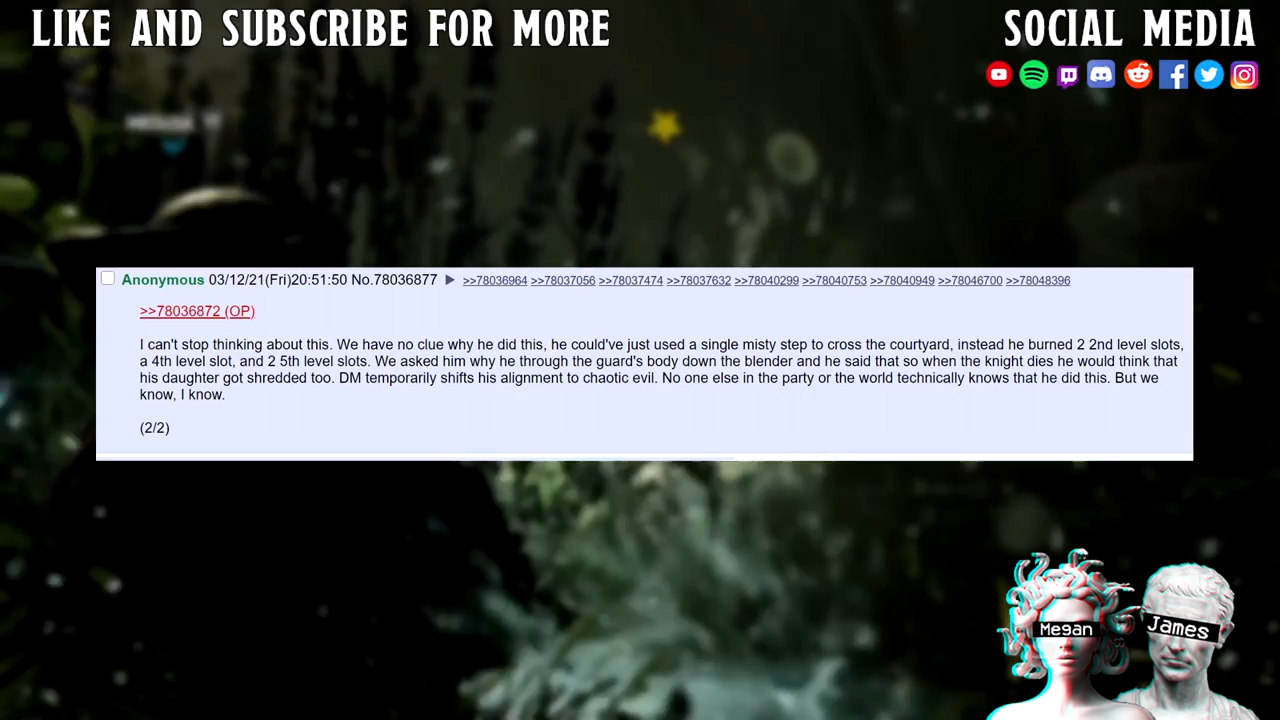 LIKE AND SUBSCRIBE FOR MORE
SOCIAL MEDIA
Anonymous 03/12/21(Fri)20:51:50 No.78036877 ▶ >>78036964 >>78037056 >>78037474 >>78037632 >>78040299 >>78040753 >>78040949 >>78046700 >>78048396
>>78036872 (OP)
I can't stop thinking about this. We have no clue why he did this, he could've just used a single misty step to cross the courtyard, instead he burned 2 2nd level slots,
a 4th level slot, and 2 5th level slots. We asked him why he through the guard's body down the blender and he said that so when the knight dies he would think that
his daughter got shredded too. DM temporarily shifts his alignment to chaotic evil. No one else in the party or the world technically knows that he did this. But we
know, I know.
(2/2)
Megan
James